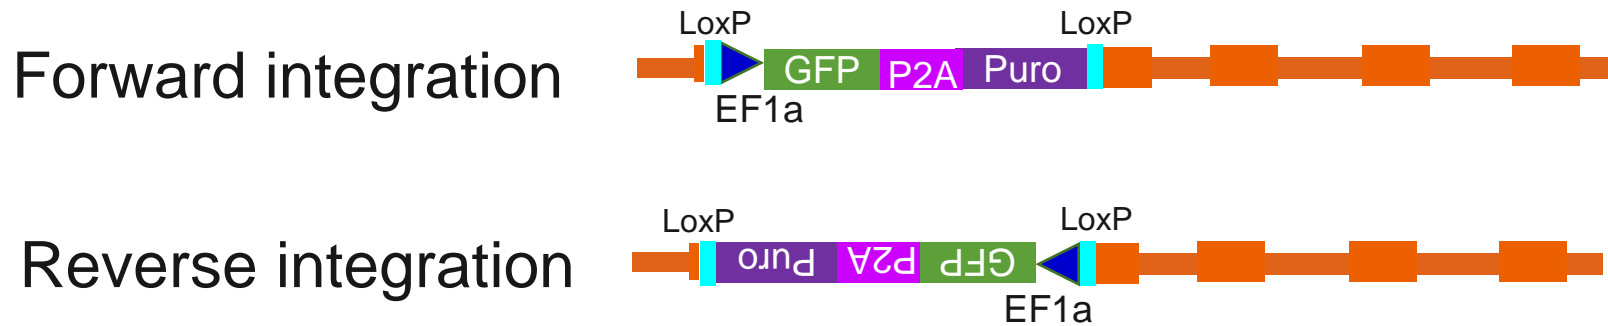 LoxP LoxP
Forward integration
GFP P2A Puro
EF1a
LoxP LoxP
Reverse integration
Puro P2A GFP
EF1a